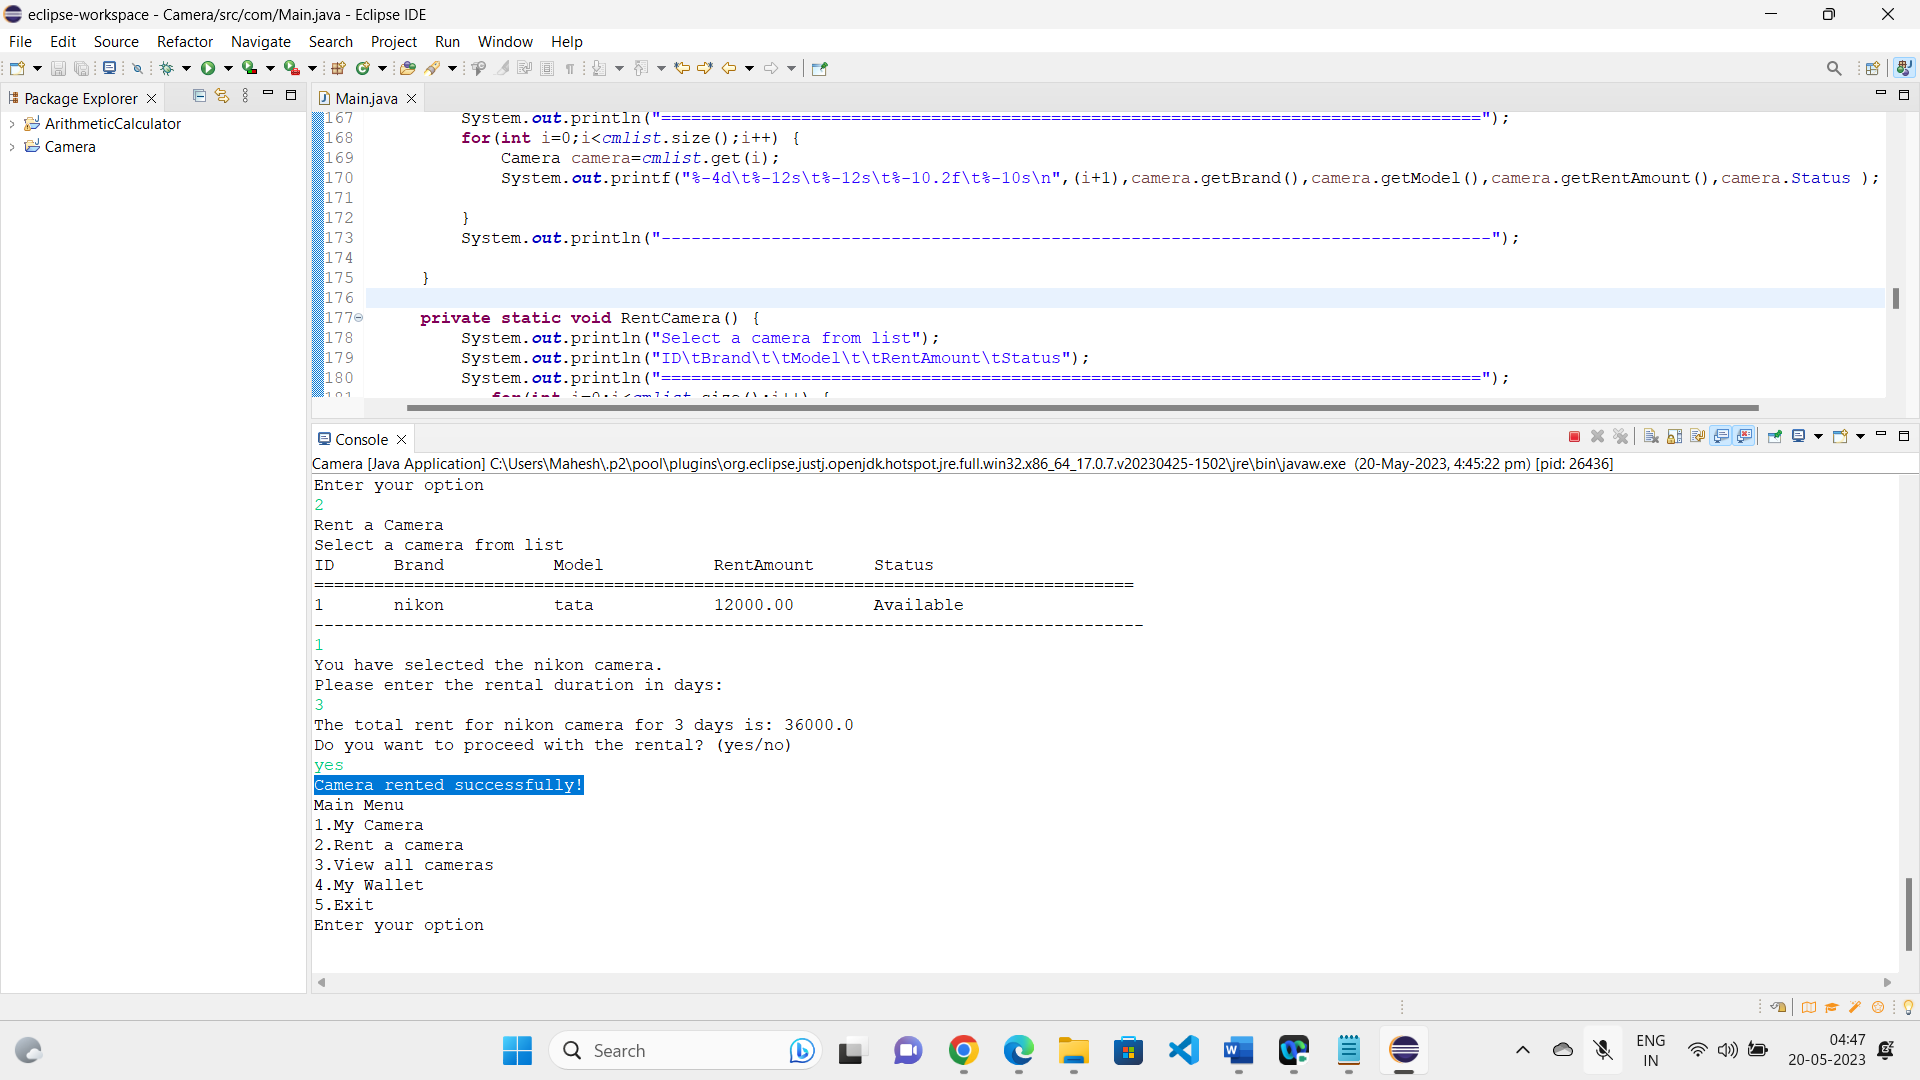 eclipse-workspace - Camera/src/com/Main.java - Eclipse IDE
File Edit Source Refactor Navigate Search Project Run Window Help
Package Explorer
Main.java
ArithmeticCalculator
Camera
167 System.out.println("==================================================================================");
168 for(int i=0;i<cmlist.size();i++) {
169 Camera camera=cmlist.get(i);
170 System.out.printf("%-4d\t%-12s\t%-12s\t%-10.2f\t%-10s\n",(i+1),camera.getBrand(),camera.getModel(),camera.getRentAmount(),camera.Status );
171
172 }
173 System.out.println("-----------------------------------------------------------------------------------");
174
175 }
176
177 private static void RentCamera() {
178 System.out.println("Select a camera from list");
179 System.out.println("ID\tBrand\t\tModel\t\tRentAmount\tStatus");
180 System.out.println("==================================================================================");
181 for(int i=0;i<cmlist.size();i++) {
Console
Camera [Java Application] C:\Users\Mahesh\.p2\pool\plugins\org.eclipse.justj.openjdk.hotspot.jre.full.win32.x86_64_17.0.7.v20230425-1502\jre\bin\javaw.exe (20-May-2023, 4:45:22 pm) [pid: 26436]
Enter your option
2
Rent a Camera
Select a camera from list
ID Brand Model RentAmount Status
==================================================================================
1 nikon tata 12000.00 Available
-----------------------------------------------------------------------------------
1
You have selected the nikon camera.
Please enter the rental duration in days:
3
The total rent for nikon camera for 3 days is: 36000.0
Do you want to proceed with the rental? (yes/no)
yes
Camera rented successfully!
Main Menu
1.My Camera
2.Rent a camera
3.View all cameras
4.My Wallet
5.Exit
Enter your option
Search
ENG
IN
04:47
20-05-2023